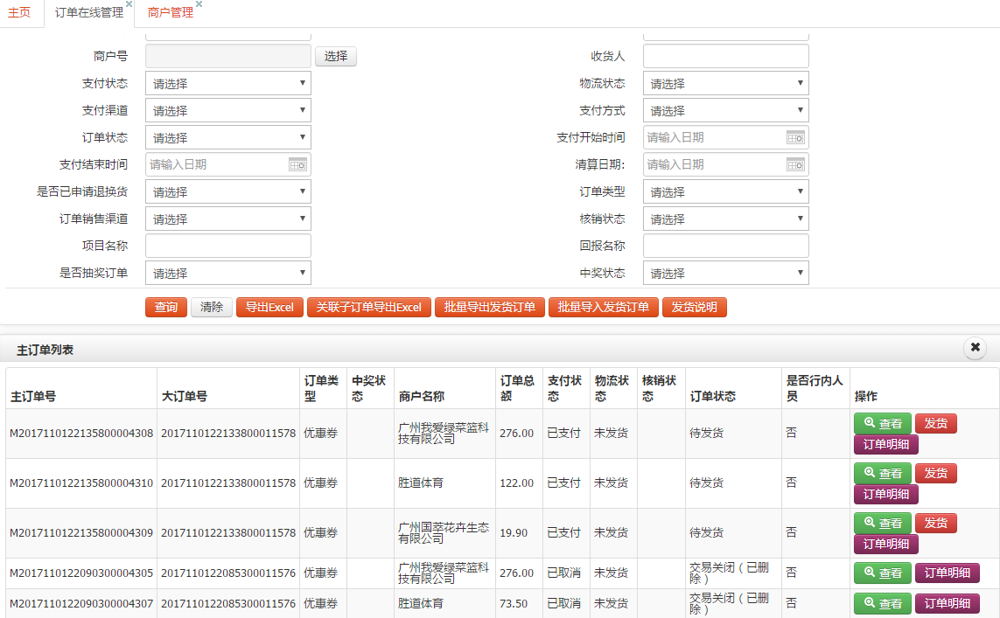 主页 订单在线管理 商户管理
商户号 选择 收货人
支付状态 请选择 物流状态 请选择
支付渠道 请选择 支付方式 请选择
订单状态 请选择 支付开始时间 请输入日期
支付结束时间 请输入日期 清算日期: 请输入日期
是否已申请退换货 请选择 订单类型 请选择
订单销售渠道 请选择 核销状态 请选择
项目名称 回报名称
是否抽奖订单 请选择 中奖状态 请选择
查询 清除 导出Excel 关联子订单导出Excel 批量导出发货订单 批量导入发货订单 发货说明
主订单列表
主订单号 大订单号 订单类型 中奖状态 商户名称 订单总额 支付状态 物流状态 核销状态 订单状态 是否行内人员 操作
M2017110122135800004308 2017110122133800011578 优惠券 广州我爱绿菜篮科技有限公司 276.00 已支付 未发货 待发货 否 查看 发货 订单明细
M2017110122135800004310 2017110122133800011578 优惠券 胜道体育 122.00 已支付 未发货 待发货 否 查看 发货 订单明细
M2017110122135800004309 2017110122133800011578 优惠券 广州国萃花卉生态有限公司 19.90 已支付 未发货 待发货 否 查看 发货 订单明细
M2017110122090300004305 2017110122085300011576 优惠券 广州我爱绿菜篮科技有限公司 276.00 已取消 未发货 交易关闭（已删除） 否 查看 订单明细
M2017110122090300004307 2017110122085300011576 优惠券 胜道体育 73.50 已取消 未发货 交易关闭（已删除） 否 查看 订单明细